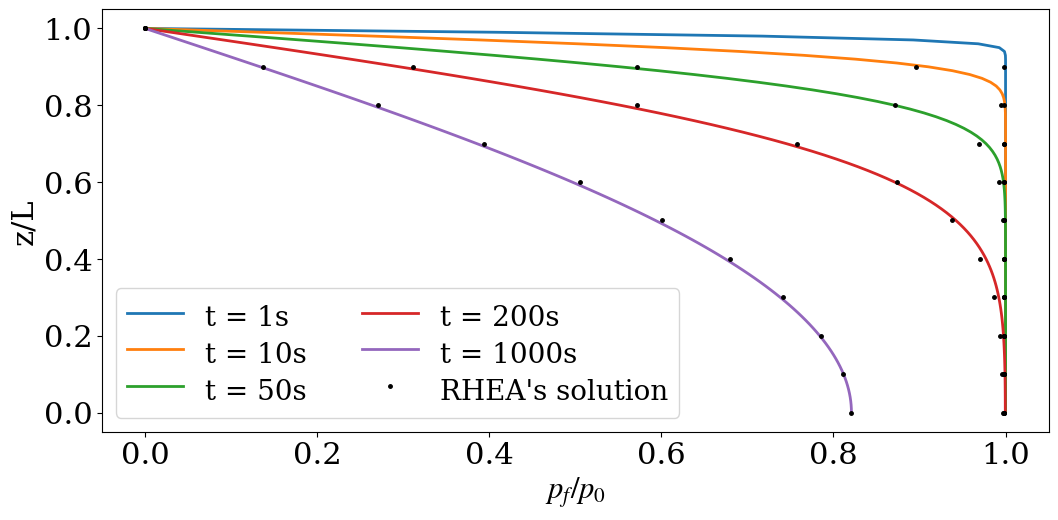 1.0
0.8
0.6
0.4
0.2
0.0
z/L
t = 1s
t = 10s
t = 50s
t = 200s
t = 1000s
RHEA's solution
0.0 0.2 0.4 0.6 0.8 1.0
p_f/p_0